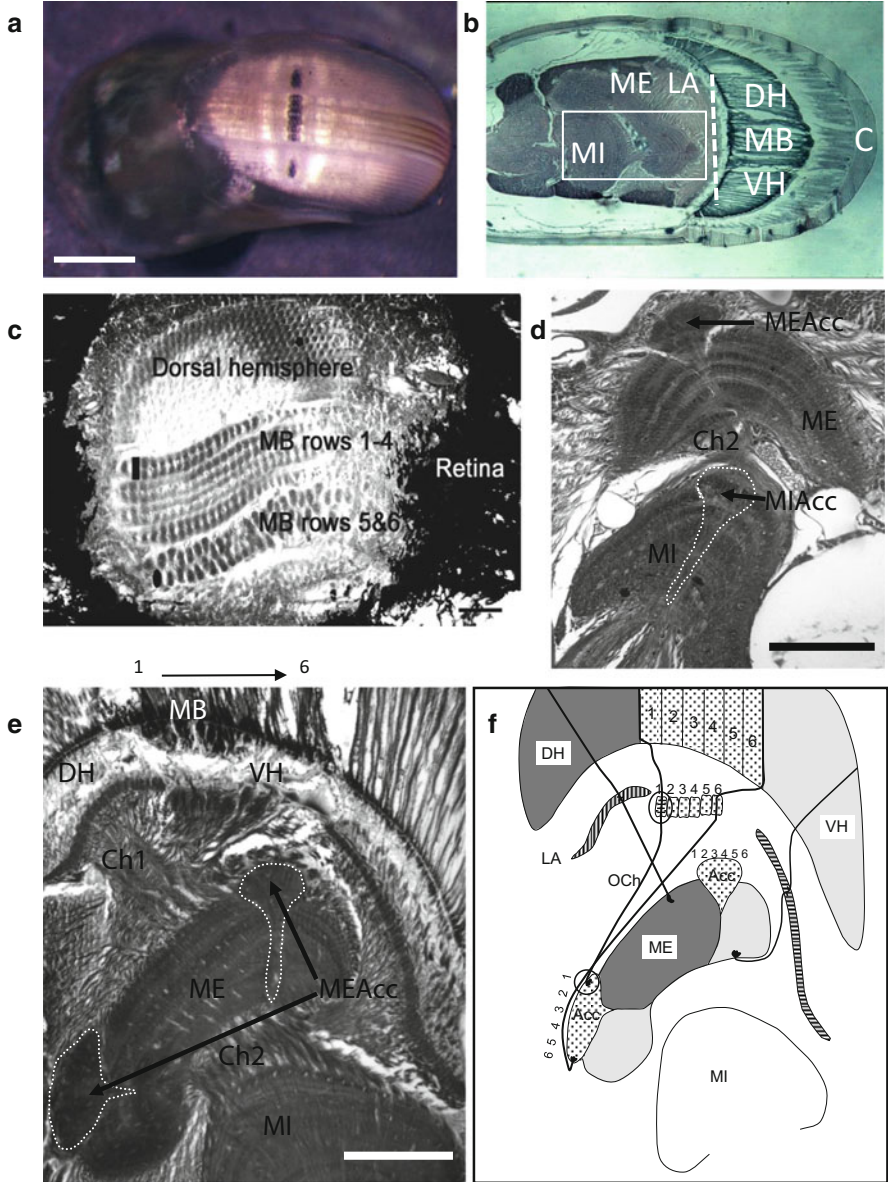 a
b
ME LA
DH
MB
VH
C
MI
c
Dorsal hemisphere
MB rows 1-4
Retina
MB rows 5&6
d
MEAcc
ME
Ch2
MIAcc
MI
1 6
e
MB
DH
VH
Ch1
ME
MEAcc
Ch2
MI
f
1 2 3 4 5 6
DH
1 2 3 4 5 6
VH
LA
1 2 3 4 5 6
OCh
Acc
ME
1 2 3 4 5 6
Acc
MI